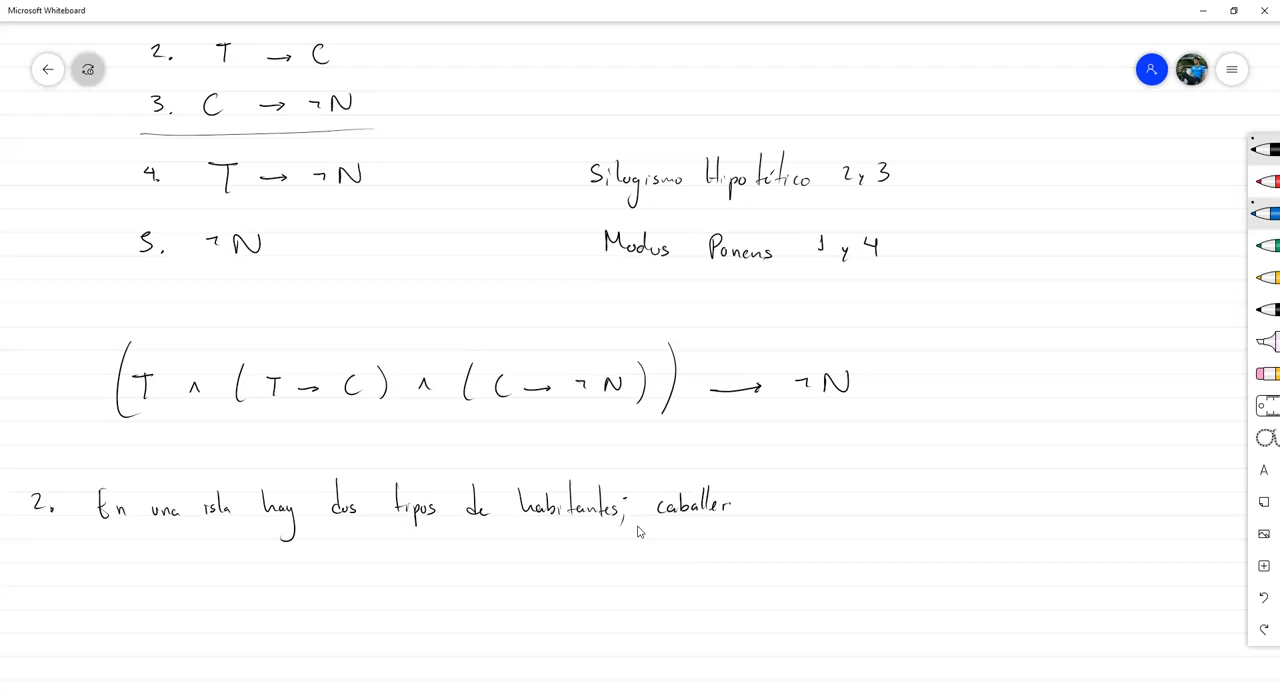 Microsoft Whiteboard
2. T → C
3. C → ¬N
4. T → ¬N Silogismo Hipotético 2 y 3
5. ¬N Modus Ponens 1 y 4
(T ∧ (T → C) ∧ (C → ¬N)) → ¬N
2. En una isla hay dos tipos de habitantes; caballer